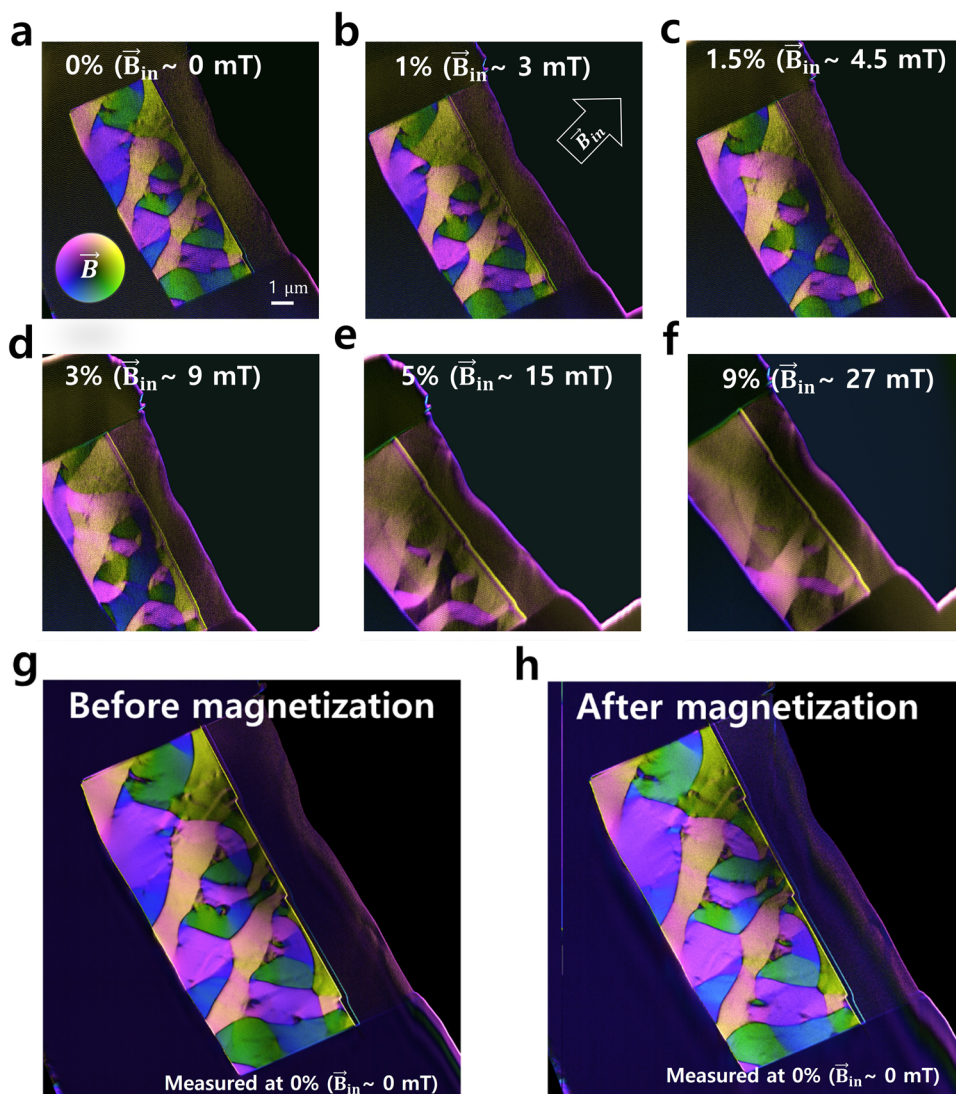 a
0% (B⃗in ~ 0 mT)
B⃗
1 μm
b
1% (B⃗in ~ 3 mT)
B⃗in
c
1.5% (B⃗in ~ 4.5 mT)
d
3% (B⃗in ~ 9 mT)
e
5% (B⃗in ~ 15 mT)
f
9% (B⃗in ~ 27 mT)
g
Before magnetization
Measured at 0% (B⃗in ~ 0 mT)
h
After magnetization
Measured at 0% (B⃗in ~ 0 mT)